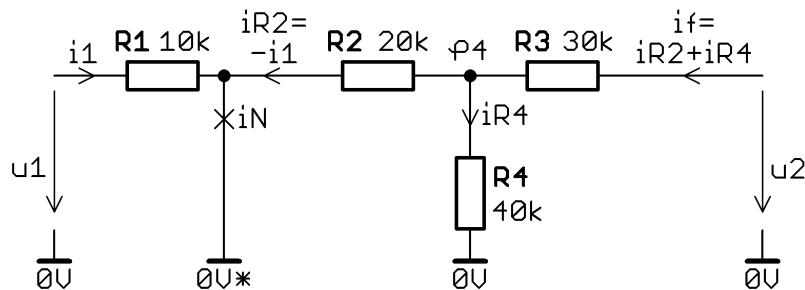 iR2=
if=
i1
R1 10k
-i1
R2 20k
φ4
R3 30k
iR2+iR4
iN
iR4
u1
R4
u2
40k
0V
0V*
0V
0V